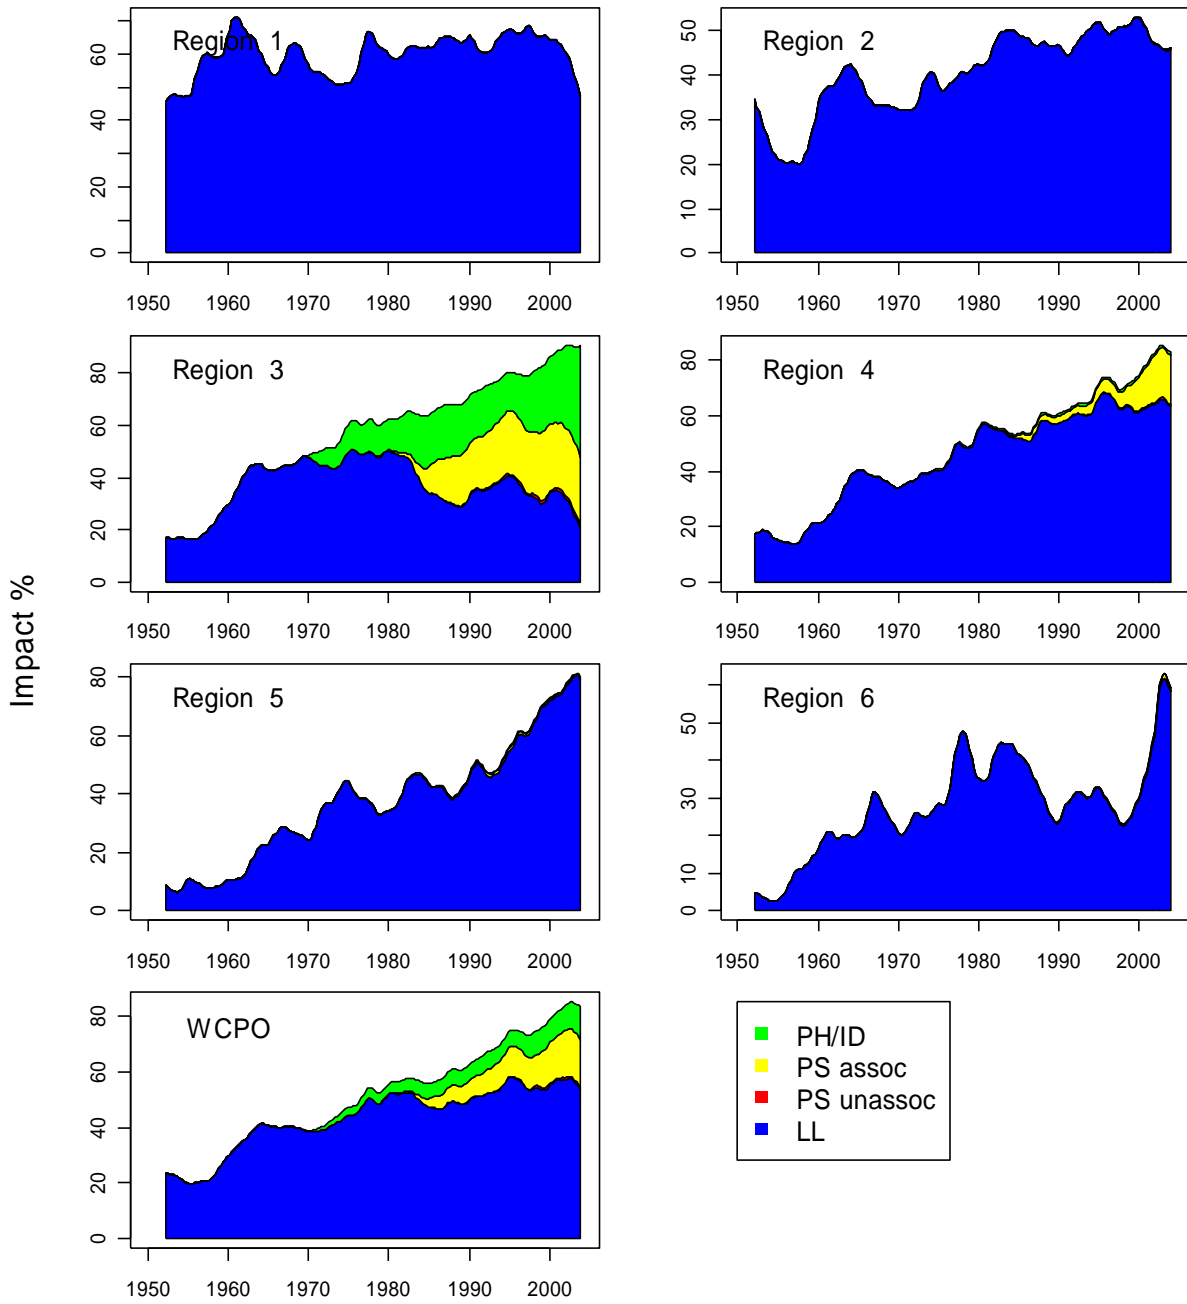 Impact %
Region 1
0 20 40 60
1950 1960 1970 1980 1990 2000
Region 2
0 10 20 30 40 50
1950 1960 1970 1980 1990 2000
Region 3
0 20 40 60 80
1950 1960 1970 1980 1990 2000
Region 4
0 20 40 60 80
1950 1960 1970 1980 1990 2000
Region 5
0 20 40 60 80
1950 1960 1970 1980 1990 2000
Region 6
0 10 30 50
1950 1960 1970 1980 1990 2000
WCPO
0 20 40 60 80
1950 1960 1970 1980 1990 2000
PH/ID
PS assoc
PS unassoc
LL